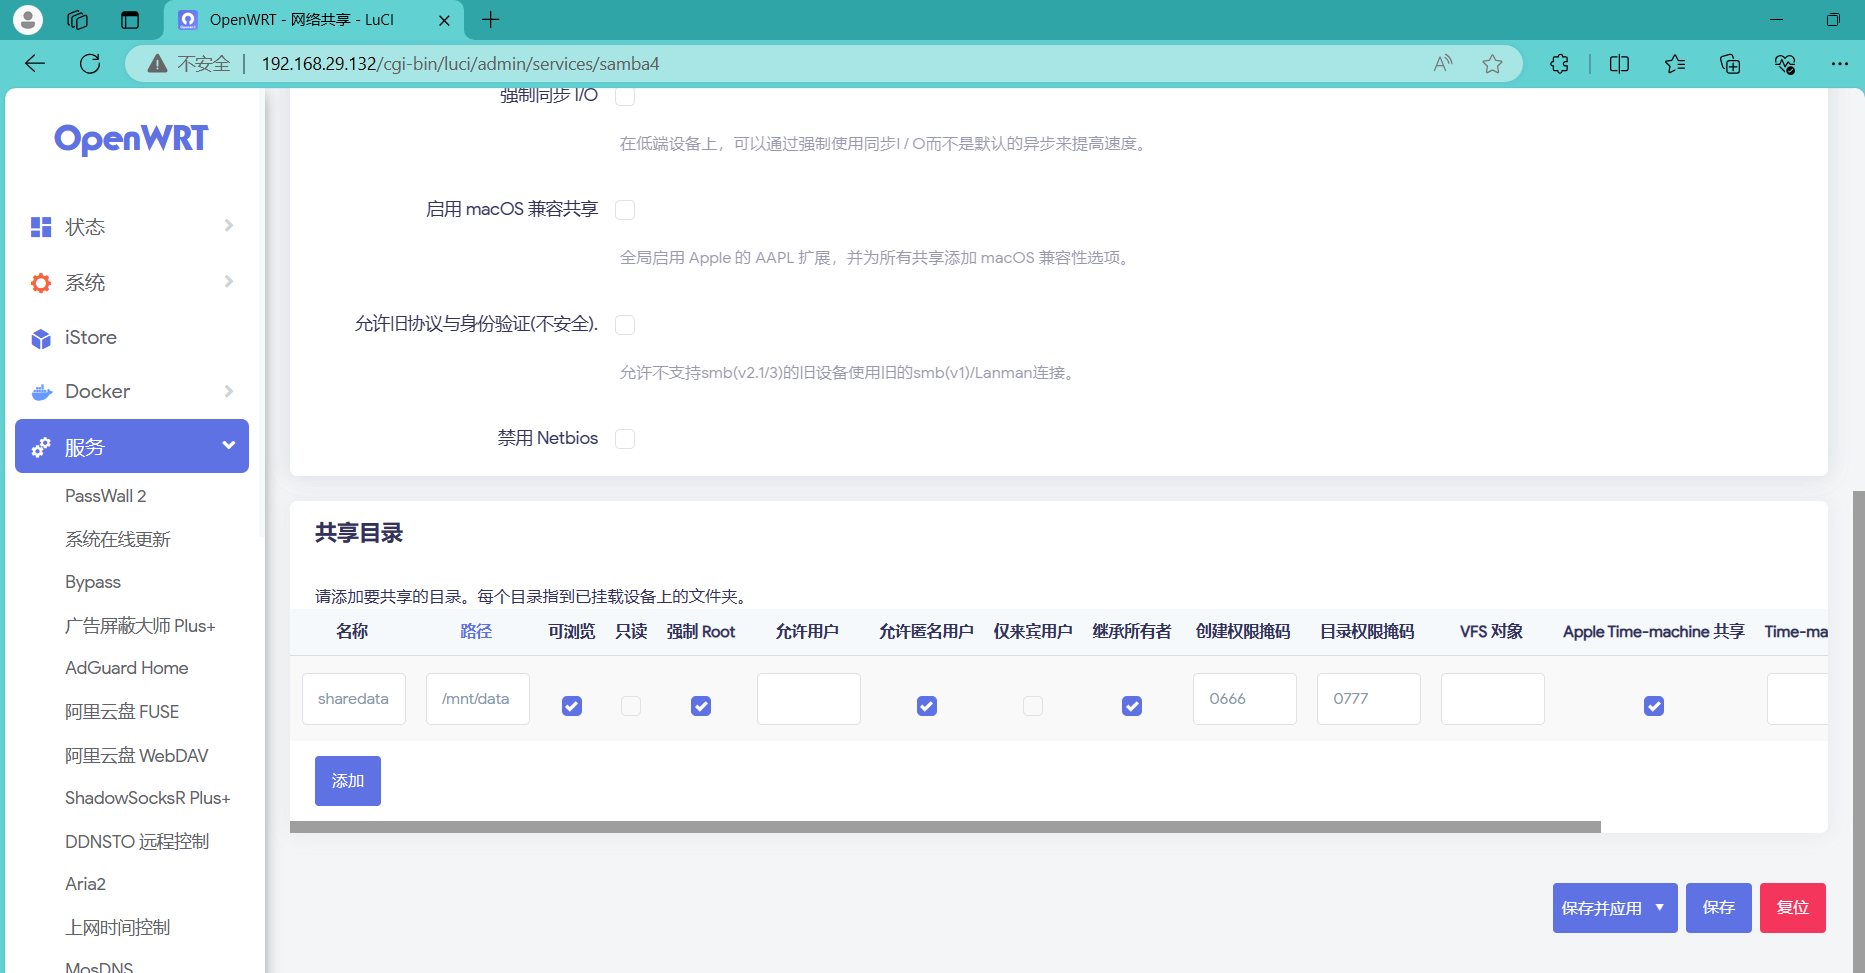 OpenWRT - 网络共享 - LuCI
不安全
192.168.29.132/cgi-bin/luci/admin/services/samba4
OpenWRT
状态
系统
iStore
Docker
服务
PassWall 2
系统在线更新
Bypass
广告屏蔽大师 Plus+
AdGuard Home
阿里云盘 FUSE
阿里云盘 WebDAV
ShadowSocksR Plus+
DDNSTO 远程控制
Aria2
上网时间控制
MosDNS
强制同步 I/O
在低端设备上，可以通过强制使用同步I / O而不是默认的异步来提高速度。
启用 macOS 兼容共享
全局启用 Apple 的 AAPL 扩展，并为所有共享添加 macOS 兼容性选项。
允许旧协议与身份验证(不安全).
允许不支持smb(v2.1/3)的旧设备使用旧的smb(v1)/Lanman连接。
禁用 Netbios
共享目录
请添加要共享的目录。每个目录指到已挂载设备上的文件夹。
名称 路径 可浏览 只读 强制 Root 允许用户 允许匿名用户 仅来宾用户 继承所有者 创建权限掩码 目录权限掩码 VFS 对象 Apple Time-machine 共享 Time-ma
sharedata /mnt/data 0666 0777
添加
保存并应用 保存 复位